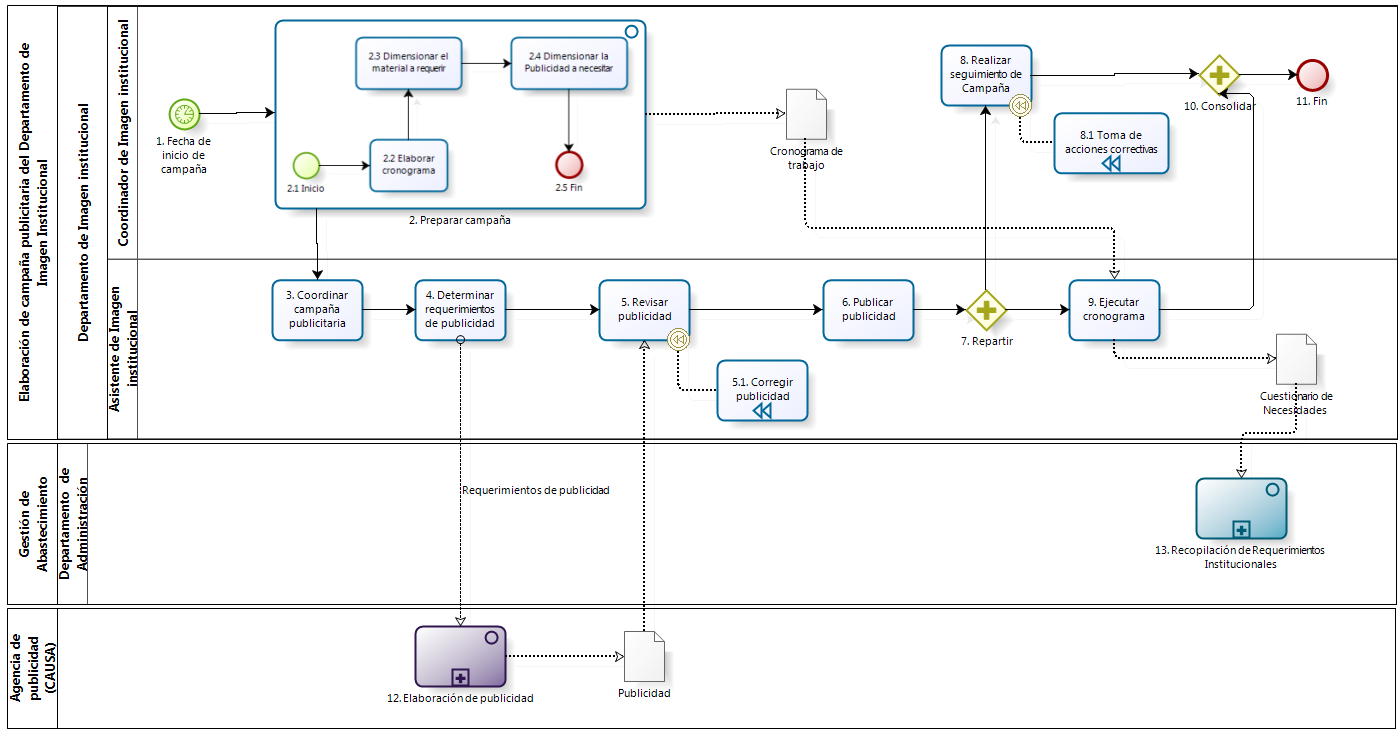 Elaboración de campaña publicitaria del Departamento de
Imagen Institucional
Departamento de Imagen institucional
Coordinador de Imagen institucional
1. Fecha de
inicio de
campaña
2.3 Dimensionar el
material a requerir
2.4 Dimensionar la
Publicidad a necesitar
2.1 Inicio
2.2 Elaborar
cronograma
2.5 Fin
2. Preparar campaña
Cronograma de
trabajo
8. Realizar
seguimiento de
Campaña
8.1 Toma de
acciones correctivas
10. Consolidar
11. Fin
Asistente de Imagen
institucional
3. Coordinar
campaña
publicitaria
4. Determinar
requerimientos
de publicidad
5. Revisar
publicidad
5.1. Corregir
publicidad
6. Publicar
publicidad
7. Repartir
9. Ejecutar
cronograma
Cuestionario de
Necesidades
Gestión de
Abastecimiento
Departamento de
Administración
Requerimientos de publicidad
13. Recopilación de Requerimientos
Institucionales
Agencia de
publicidad
(CAUSA)
12. Elaboración de publicidad
Publicidad